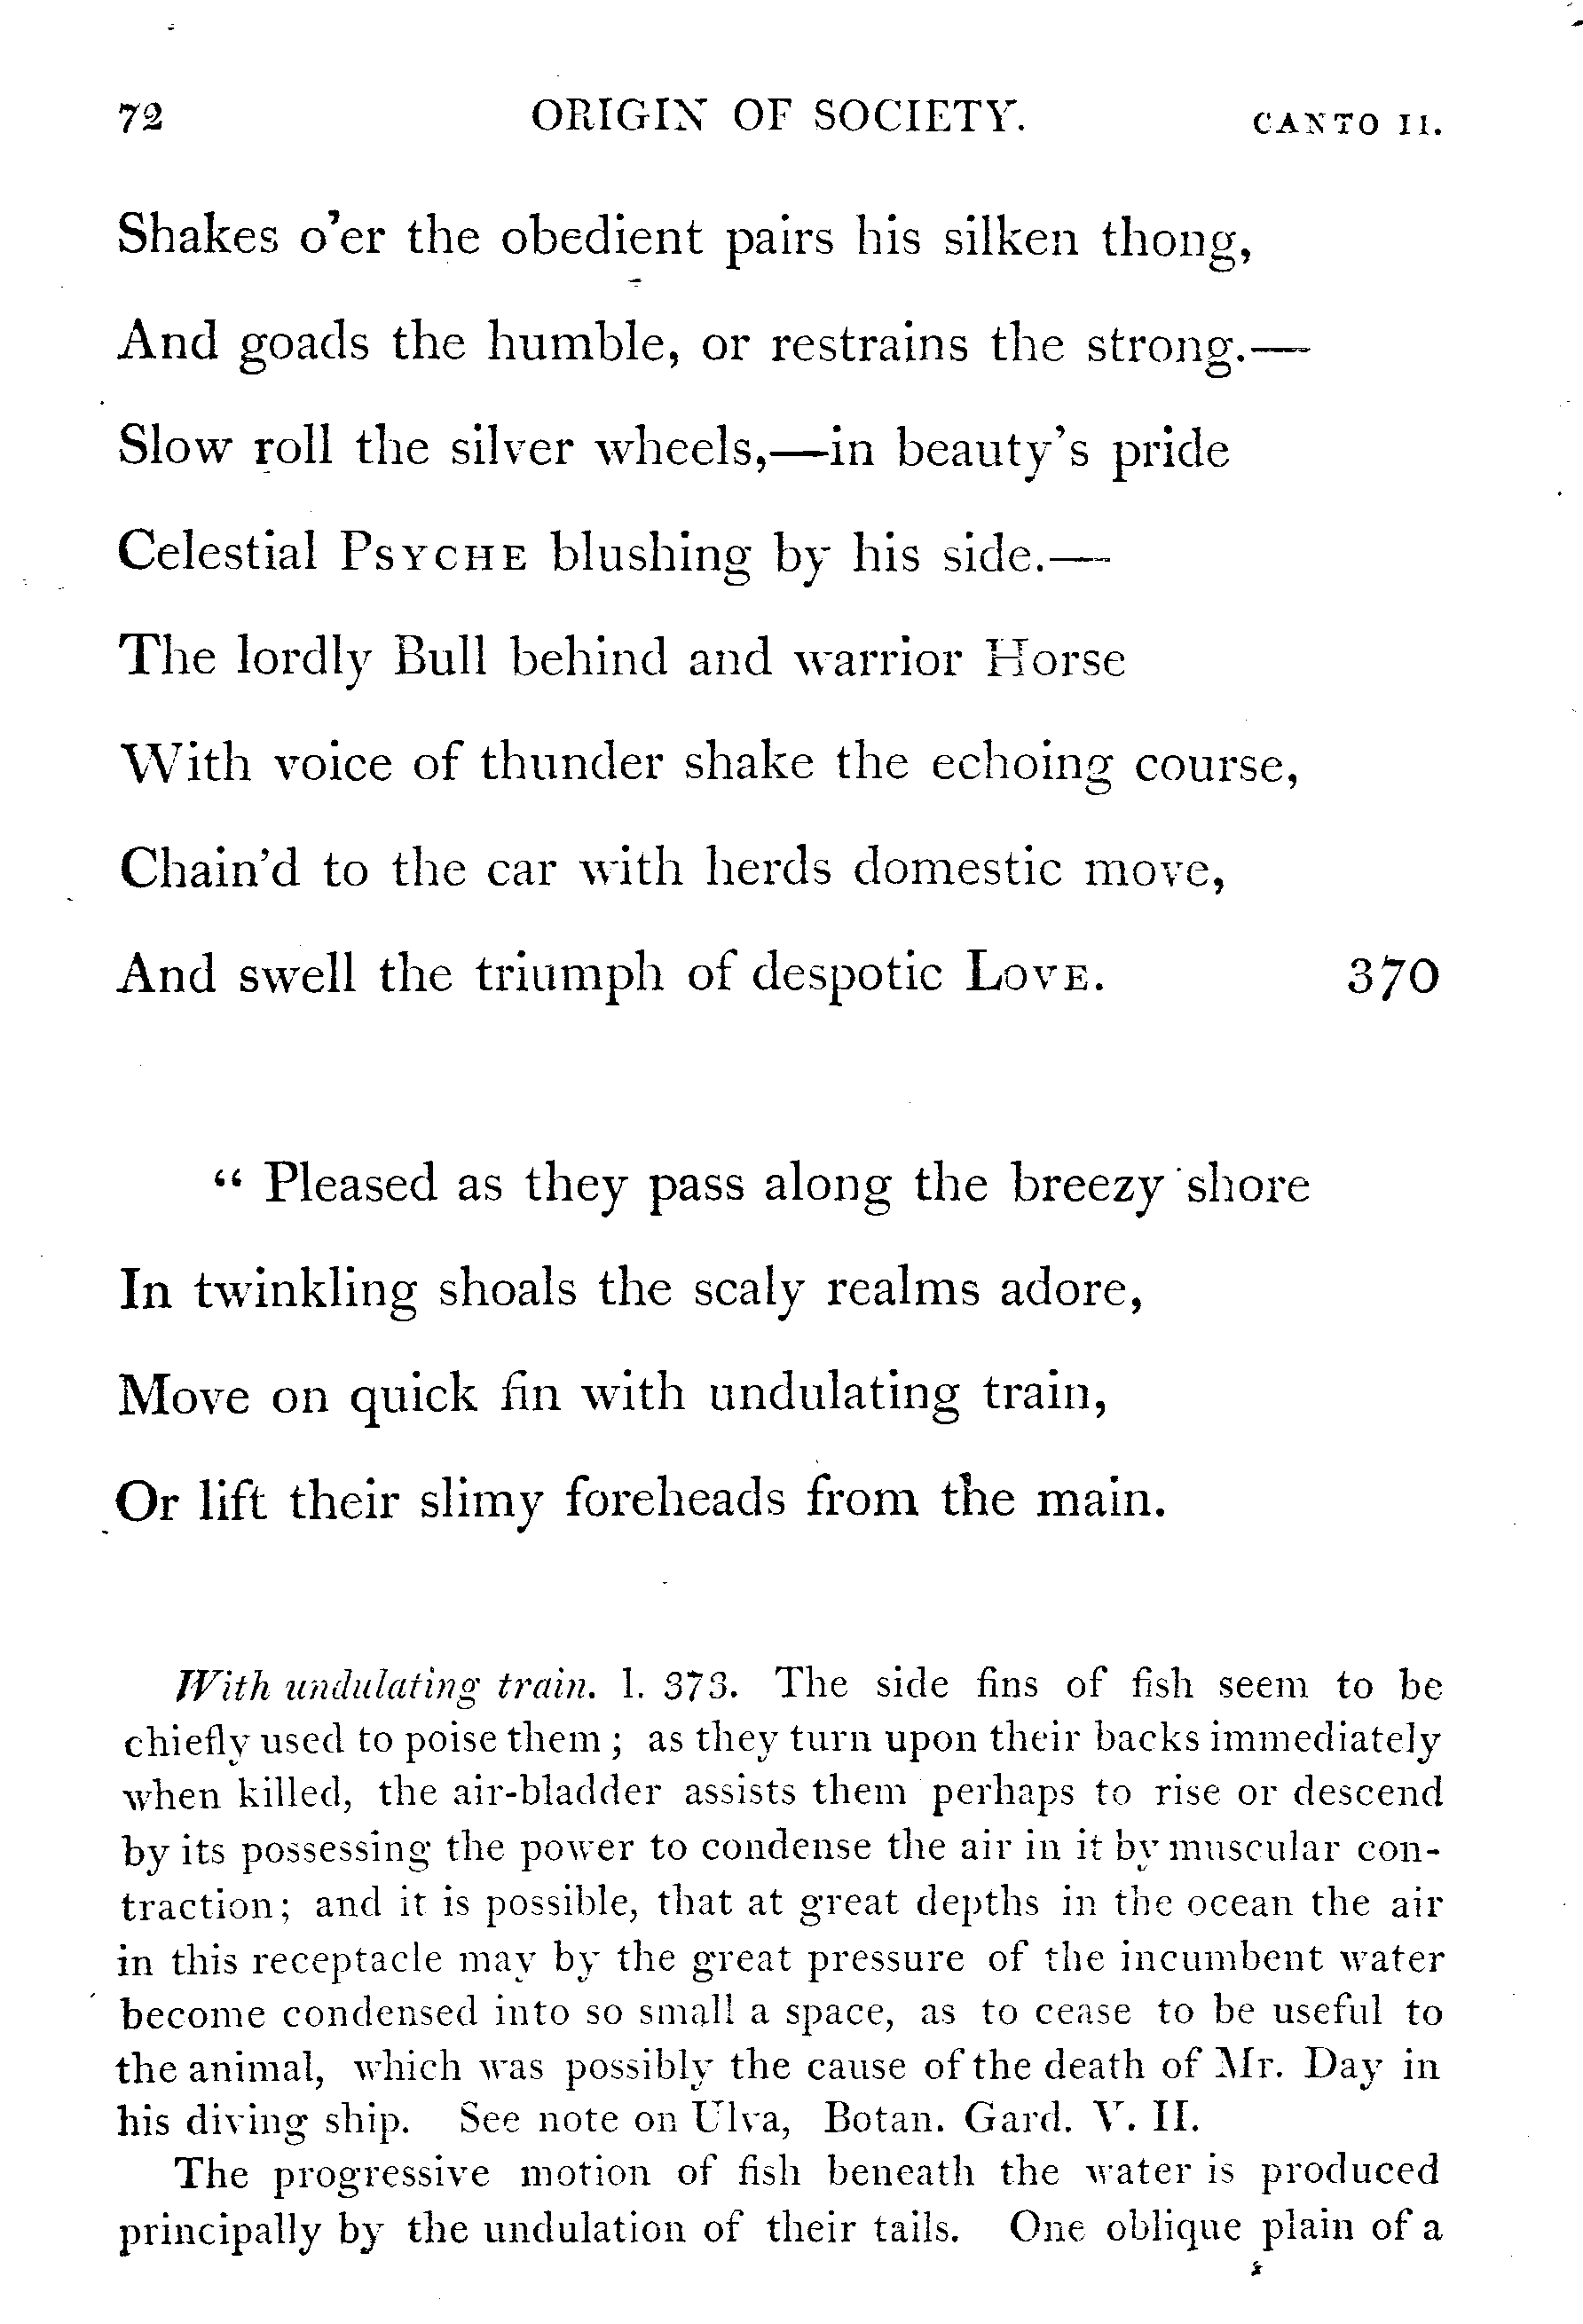 72 ORIGIN OF SOCIETY. CANTO II.
Shakes o'er the obedient pairs his silken thong,
And goads the humble, or restrains the strong.—
Slow roll the silver wheels,—in beauty's pride
Celestial PSYCHE blushing by his side.—
The lordly Bull behind and warrior Horse
With voice of thunder shake the echoing course,
Chain'd to the car with herds domestic move,
And swell the triumph of despotic LOVE. 370
“ Pleased as they pass along the breezy shore
In twinkling shoals the scaly realms adore,
Move on quick fin with undulating train,
Or lift their slimy foreheads from the main.
With undulating train. l. 373. The side fins of fish seem to be
chiefly used to poise them; as they turn upon their backs immediately
when killed, the air-bladder assists them perhaps to rise or descend
by its possessing the power to condense the air in it by muscular con-
traction; and it is possible, that at great depths in the ocean the air
in this receptacle may by the great pressure of the incumbent water
become condensed into so small a space, as to cease to be useful to
the animal, which was possibly the cause of the death of Mr. Day in
his diving ship. See note on Ulva, Botan. Gard. V. II.
The progressive motion of fish beneath the water is produced
principally by the undulation of their tails. One oblique plain of a